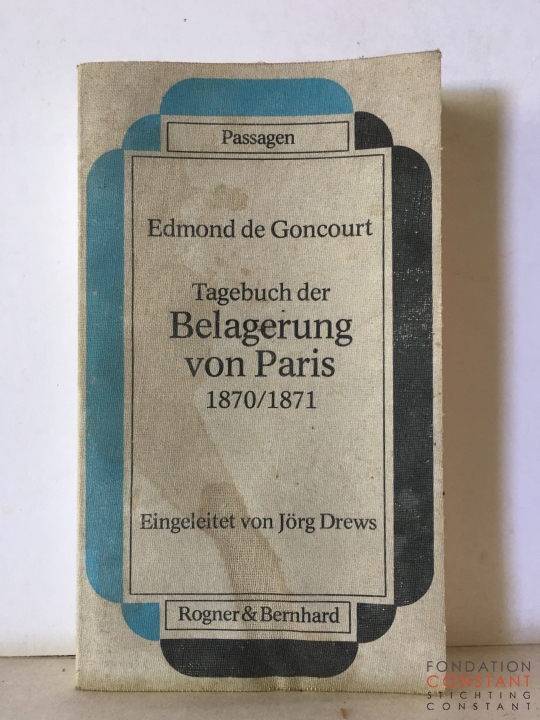 Passagen
Edmond de Goncourt
Tagebuch der
Belagerung
von Paris
1870/1871
Eingeleitet von Jörg Drews
Rogner & Bernhard
FONDATION
CONSTANT
STICHTING
CONSTANT.